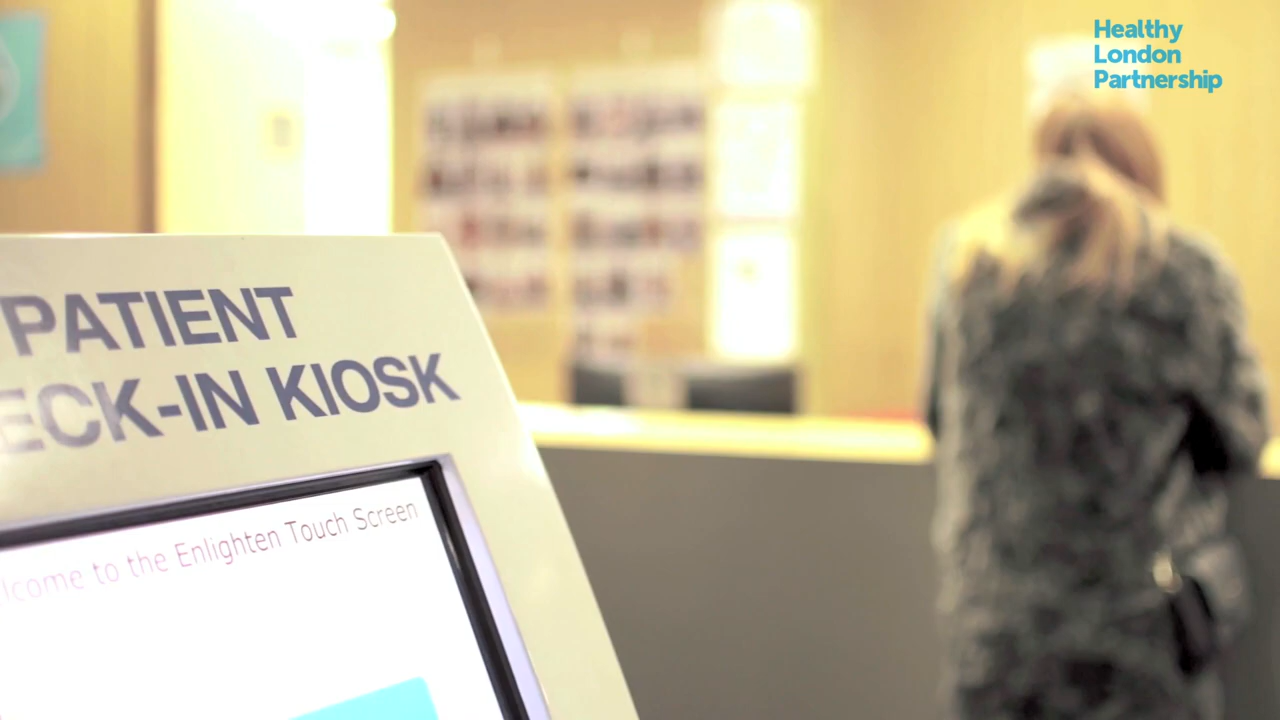 Healthy
London
Partnership
PATIENT
ECK-IN KIOSK
lcome to the Enlighten Touch Screen